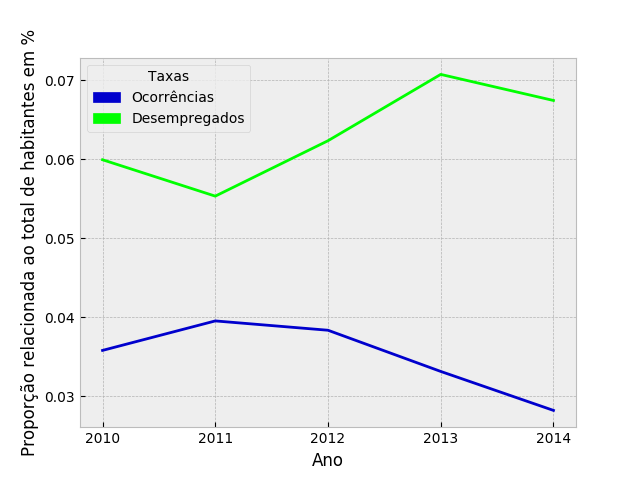 Proporção relacionada ao total de habitantes em %
0.07
0.06
0.05
0.04
0.03
Taxas
Ocorrências
Desempregados
2010 2011 2012 2013 2014
Ano